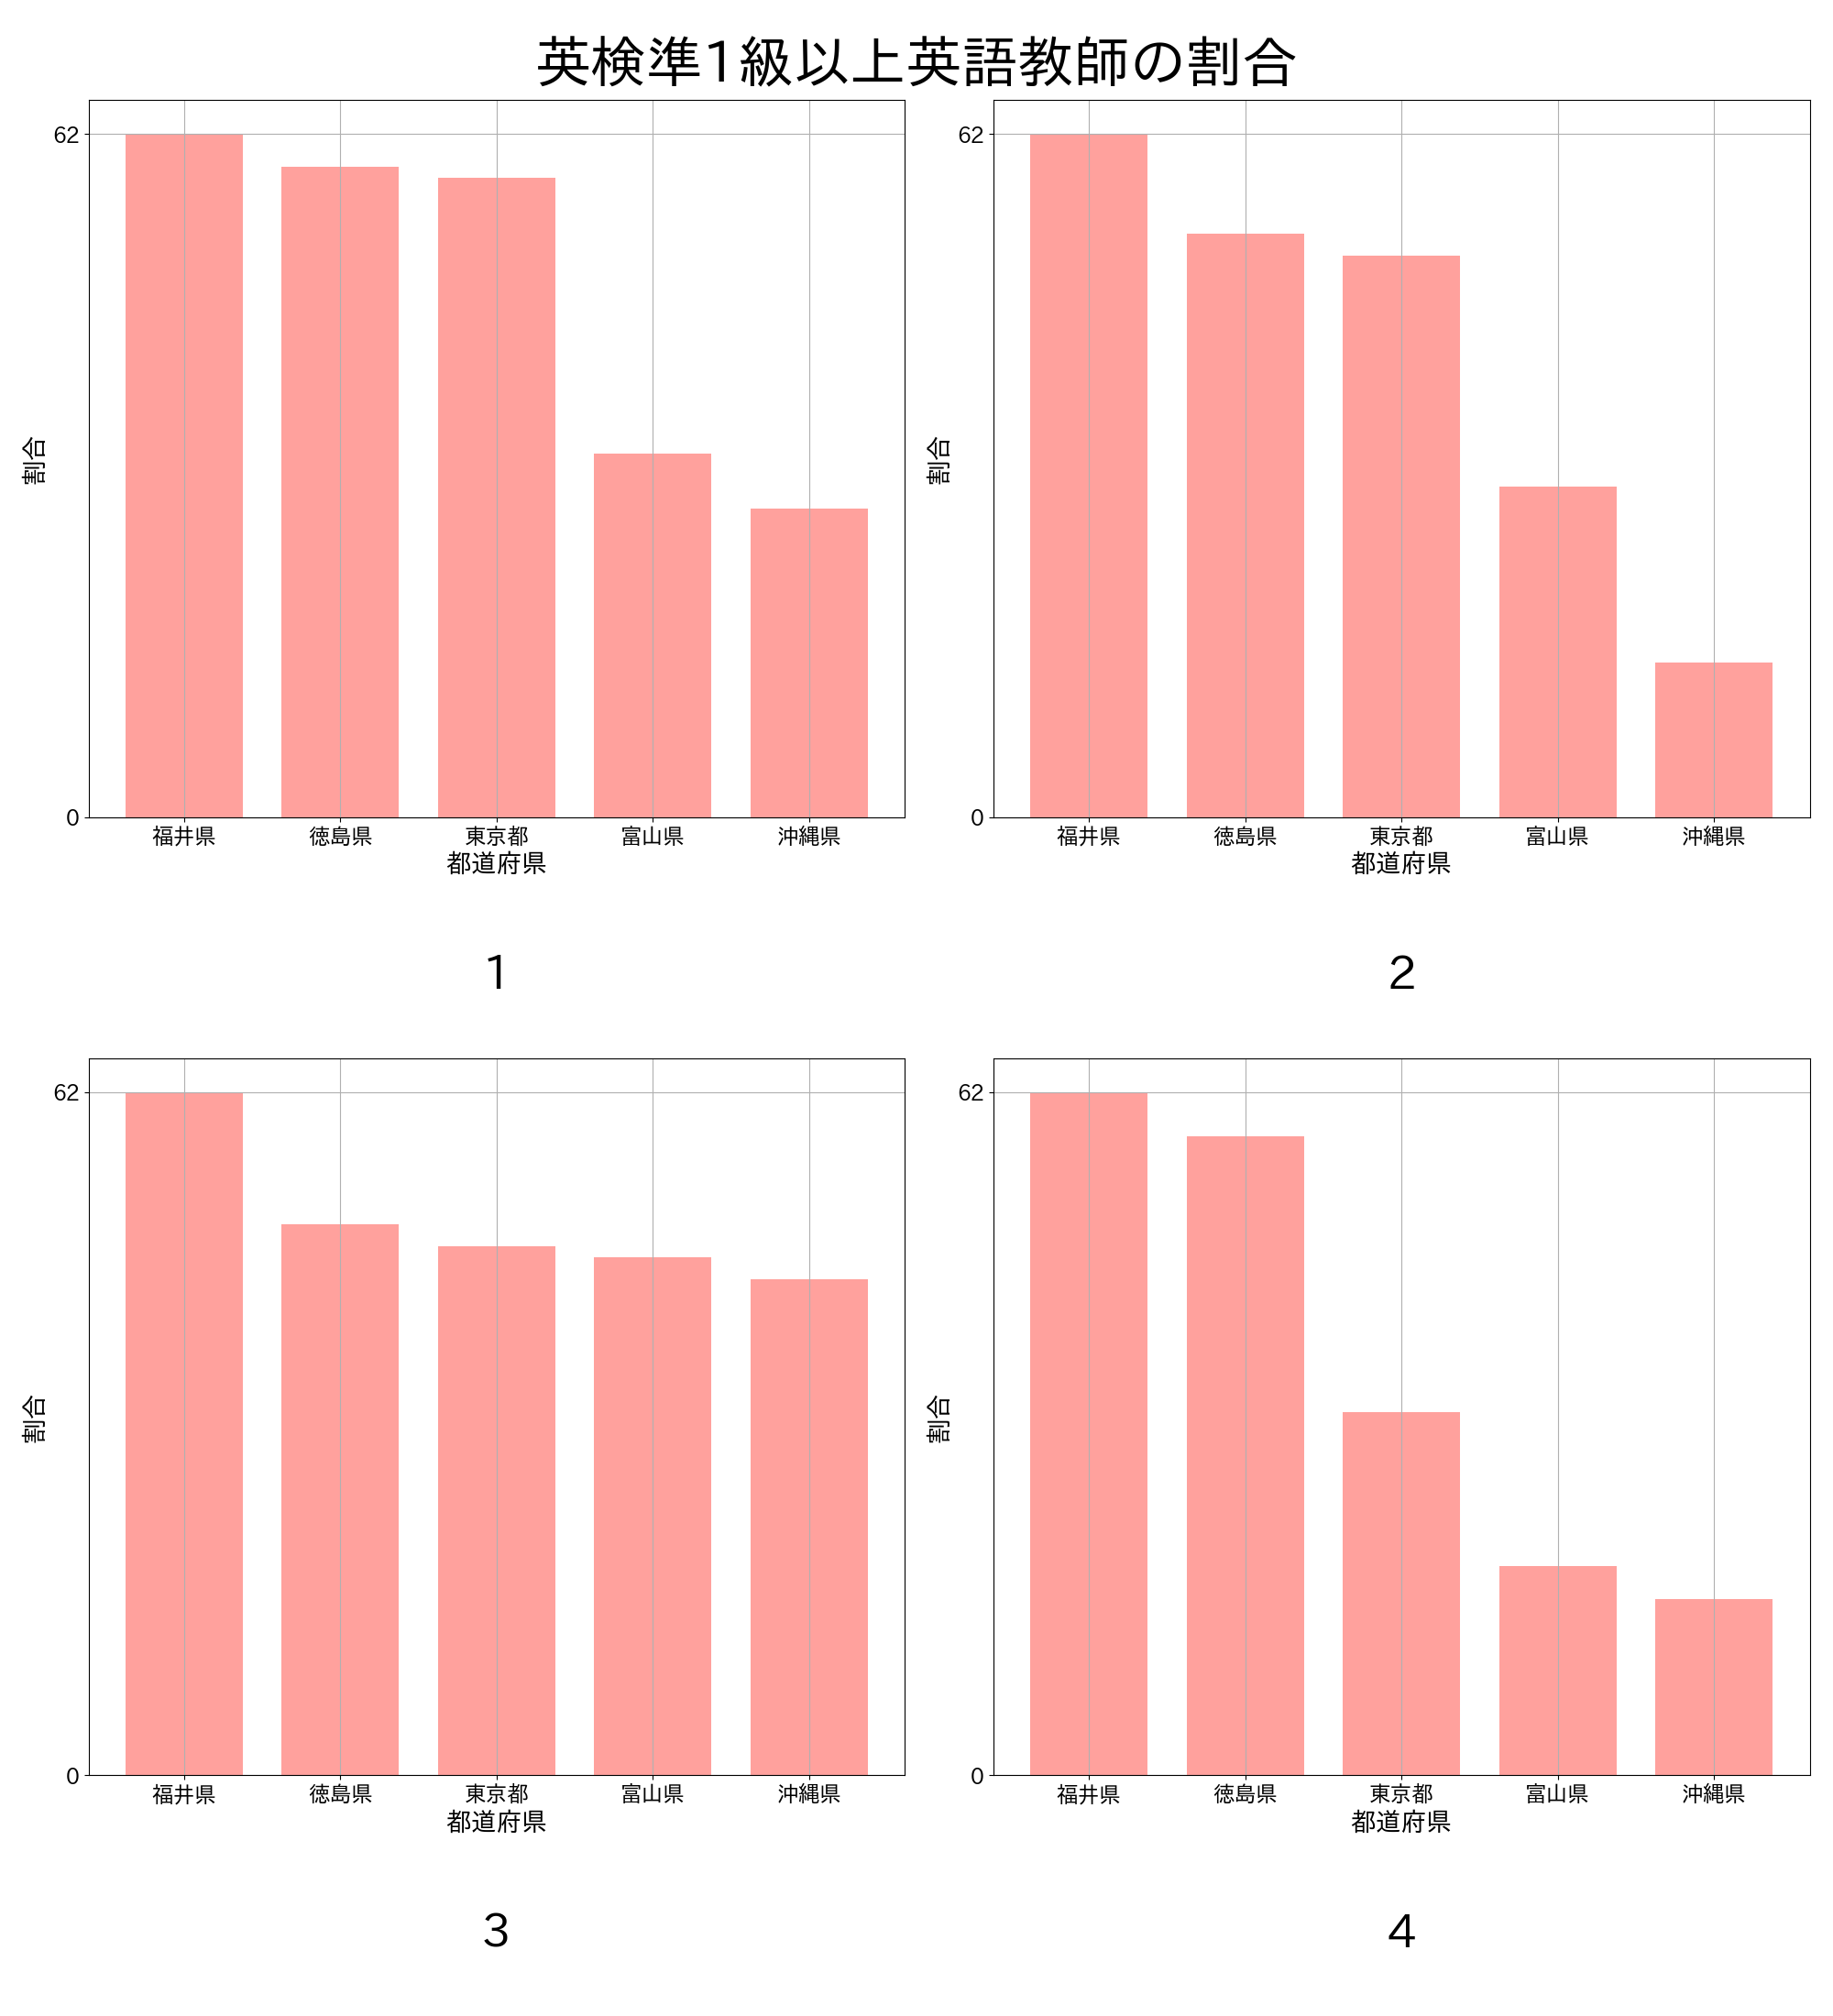 英検準1級以上英語教師の割合
62
0
割合
福井県 徳島県 東京都 富山県 沖縄県
都道府県
1
62
0
割合
福井県 徳島県 東京都 富山県 沖縄県
都道府県
2
62
0
割合
福井県 徳島県 東京都 富山県 沖縄県
都道府県
3
62
0
割合
福井県 徳島県 東京都 富山県 沖縄県
都道府県
4